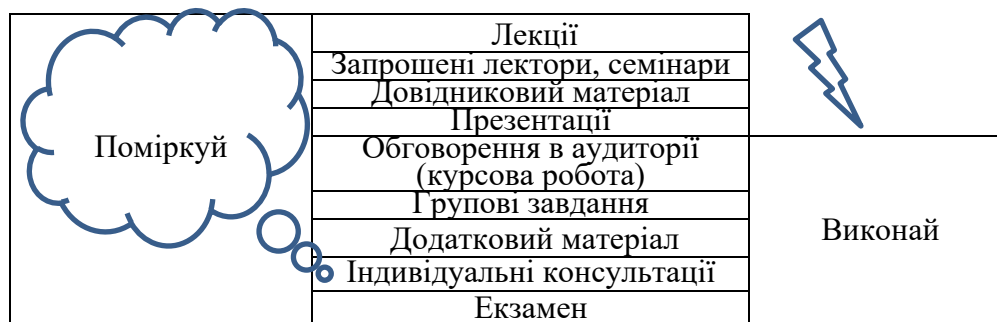 Поміркуй
Лекції
Запрошені лектори, семінари
Довідниковий матеріал
Презентації
Обговорення в аудиторії
(курсова робота)
Групові завдання
Додатковий матеріал
Індивідуальні консультації
Екзамен
Виконай